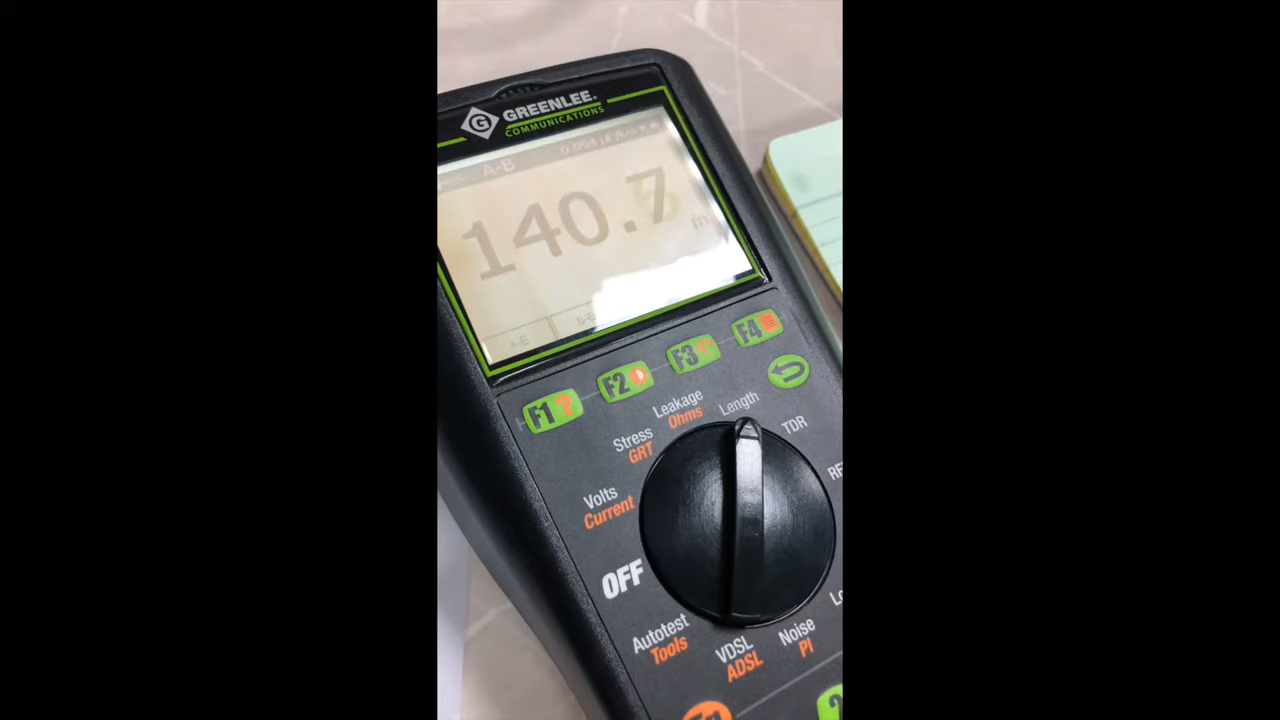 G GREENLEE.
COMMUNICATIONS
A-B
140.7
m
B-E
F1 ?
F2
F3
F4
Leakage
Ohms
Length
TDR
Stress
GRT
Volts
Current
OFF
Autotest
Tools
VDSL
ADSL
Noise
PI